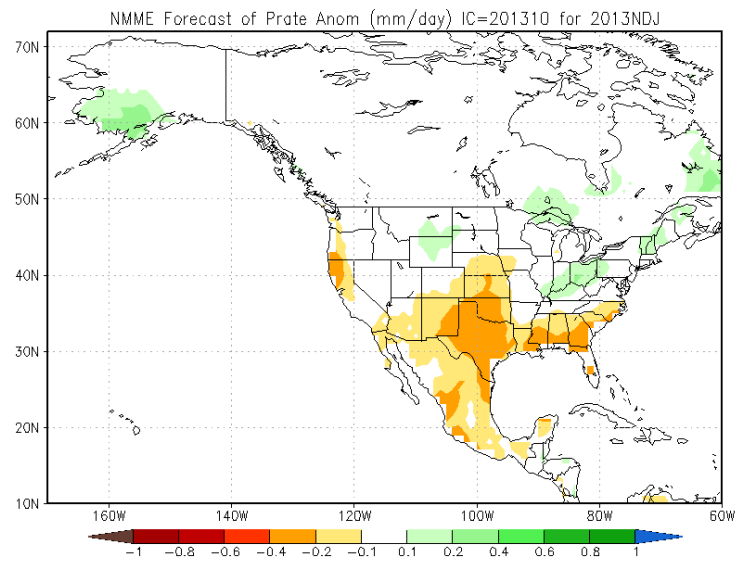 NMME Forecast of Prate Anom (mm/day) IC=201310 for 2013NDJ
70N
60N
50N
40N
30N
20N
10N
160W 140W 120W 100W 80W 60W
−1 −0.8 −0.6 −0.4 −0.2 −0.1 0.1 0.2 0.4 0.6 0.8 1